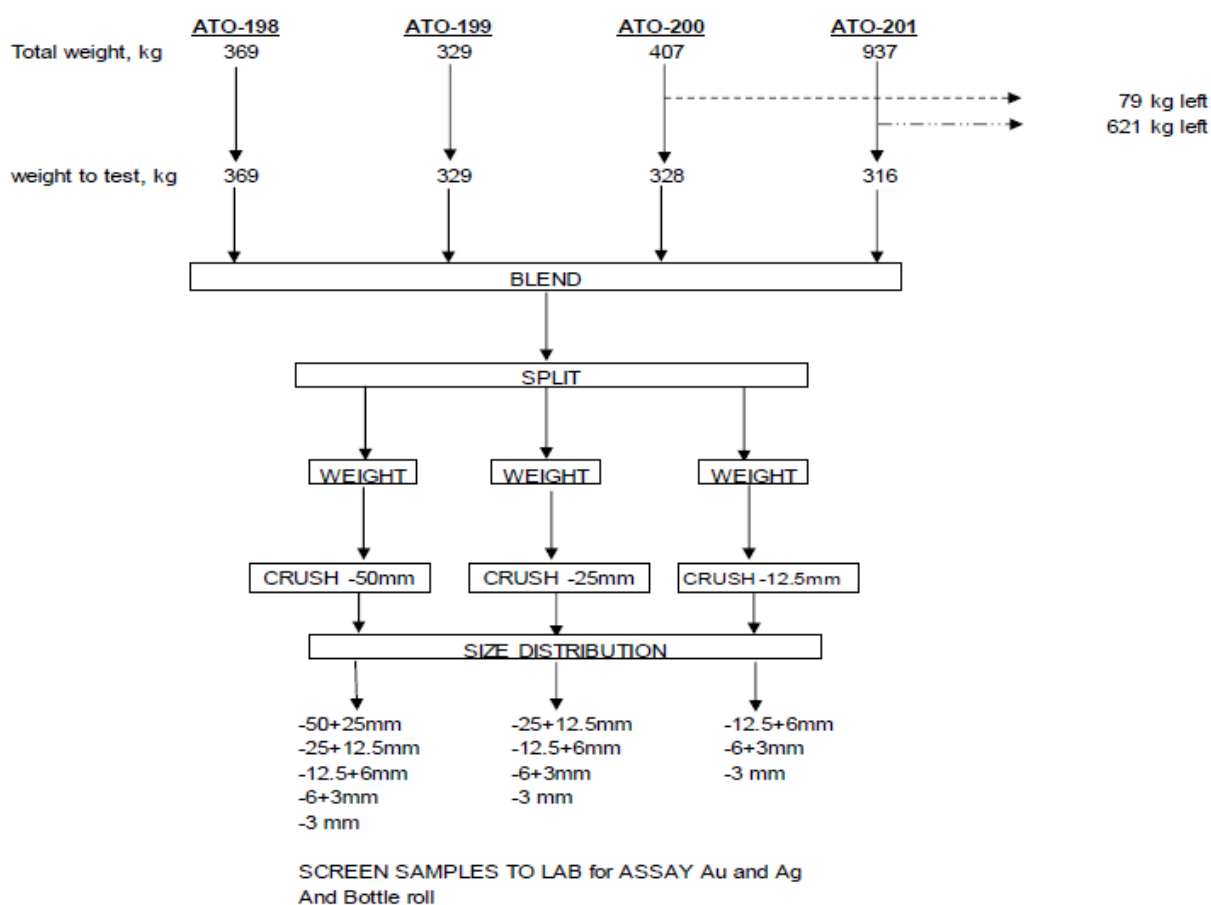 ATO-198 ATO-199 ATO-200 ATO-201
Total weight, kg 369 329 407 937
79 kg left
621 kg left
weight to test, kg 369 329 328 316
BLEND
SPLIT
WEIGHT WEIGHT WEIGHT
CRUSH -50mm CRUSH -25mm CRUSH -12.5mm
SIZE DISTRIBUTION
-50+25mm -25+12.5mm -12.5+6mm
-25+12.5mm -12.5+6mm -6+3mm
-12.5+6mm -6+3mm -3 mm
-6+3mm -3 mm
-3 mm
SCREEN SAMPLES TO LAB for ASSAY Au and Ag
And Bottle roll